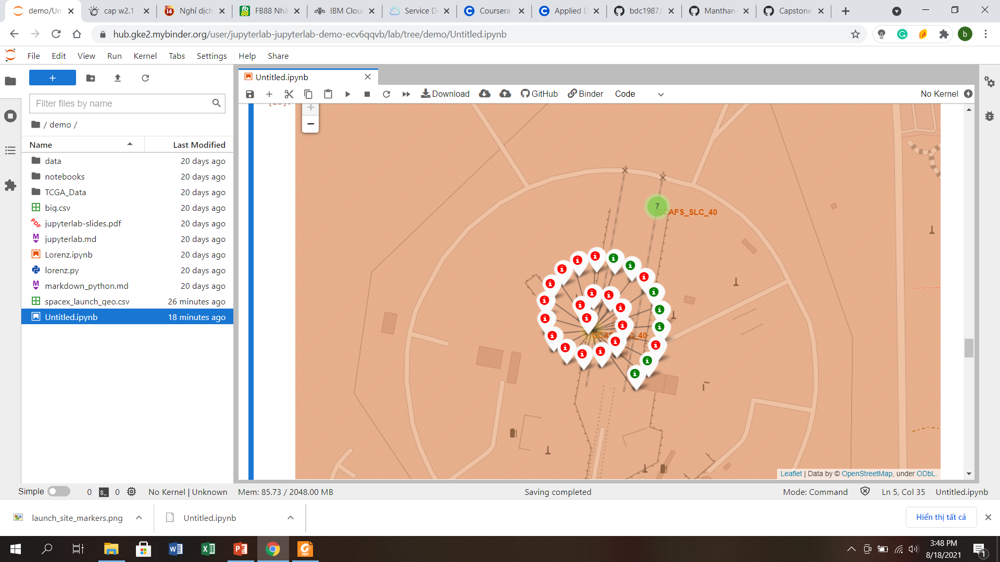 demo/Un
cap w2.1
Nghỉ dịch
FB88 Nhà
IBM Clou
Service De
Coursera
Applied D
bdc1987/
Manthan-
Capstone
hub.gke2.mybinder.org/user/jupyterlab-jupyterlab-demo-ecv6qqvb/lab/tree/demo/Untitled.ipynb
b
File Edit View Run Kernel Tabs Settings Help Share
Filter files by name
/ demo /
Name Last Modified
data 20 days ago
notebooks 20 days ago
TCGA_Data 20 days ago
big.csv 20 days ago
jupyterlab-slides.pdf 20 days ago
jupyterlab.md 20 days ago
Lorenz.ipynb 20 days ago
lorenz.py 20 days ago
markdown_python.md 20 days ago
spacex_launch_geo.csv 26 minutes ago
Untitled.ipynb 18 minutes ago
Untitled.ipynb
Download GitHub Binder Code No Kernel
7
CCAFS_SLC_40
Leaflet | Data by © OpenStreetMap, under ODbL.
Simple 0 $_ 0 No Kernel | Unknown Mem: 85.73 / 2048.00 MB Saving completed Mode: Command Ln 5, Col 35 Untitled.ipynb
launch_site_markers.png Untitled.ipynb Hiển thị tất cả
3:48 PM
8/18/2021
1